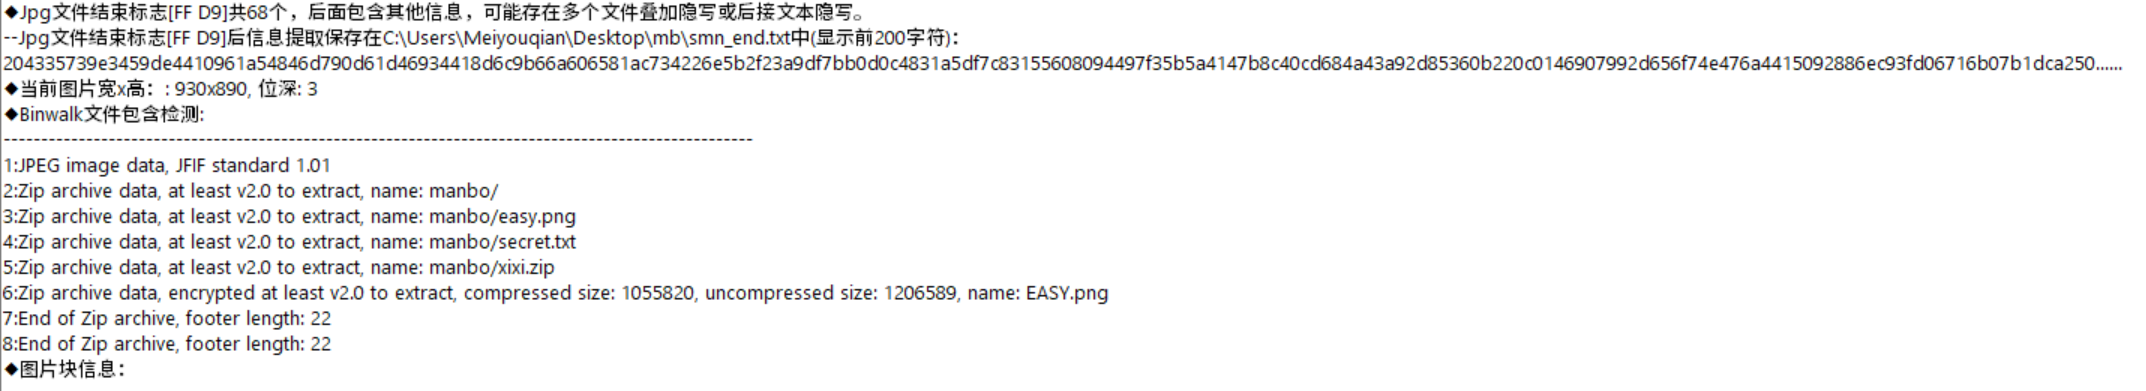 ◆Jpg文件结束标志[FF D9]共68个，后面包含其他信息，可能存在多个文件叠加隐写或后接文本隐写。
--Jpg文件结束标志[FF D9]后信息提取保存在C:\Users\Meiyouqian\Desktop\mb\smn_end.txt中(显示前200字符)：
204335739e3459de4410961a54846d790d61d46934418d6c9b66a606581ac734226e5b2f23a9df7bb0d0c4831a5df7c83155608094497f35b5a4147b8c40cd684a43a92d85360b220c0146907992d656f74e476a4415092886ec93fd06716b07b1dca250......
◆当前图片宽x高：: 930x890, 位深: 3
◆Binwalk文件包含检测:
----------------------------------------------------------------------------------------------------
1:JPEG image data, JFIF standard 1.01
2:Zip archive data, at least v2.0 to extract, name: manbo/
3:Zip archive data, at least v2.0 to extract, name: manbo/easy.png
4:Zip archive data, at least v2.0 to extract, name: manbo/secret.txt
5:Zip archive data, at least v2.0 to extract, name: manbo/xixi.zip
6:Zip archive data, encrypted at least v2.0 to extract, compressed size: 1055820, uncompressed size: 1206589, name: EASY.png
7:End of Zip archive, footer length: 22
8:End of Zip archive, footer length: 22
◆图片块信息：